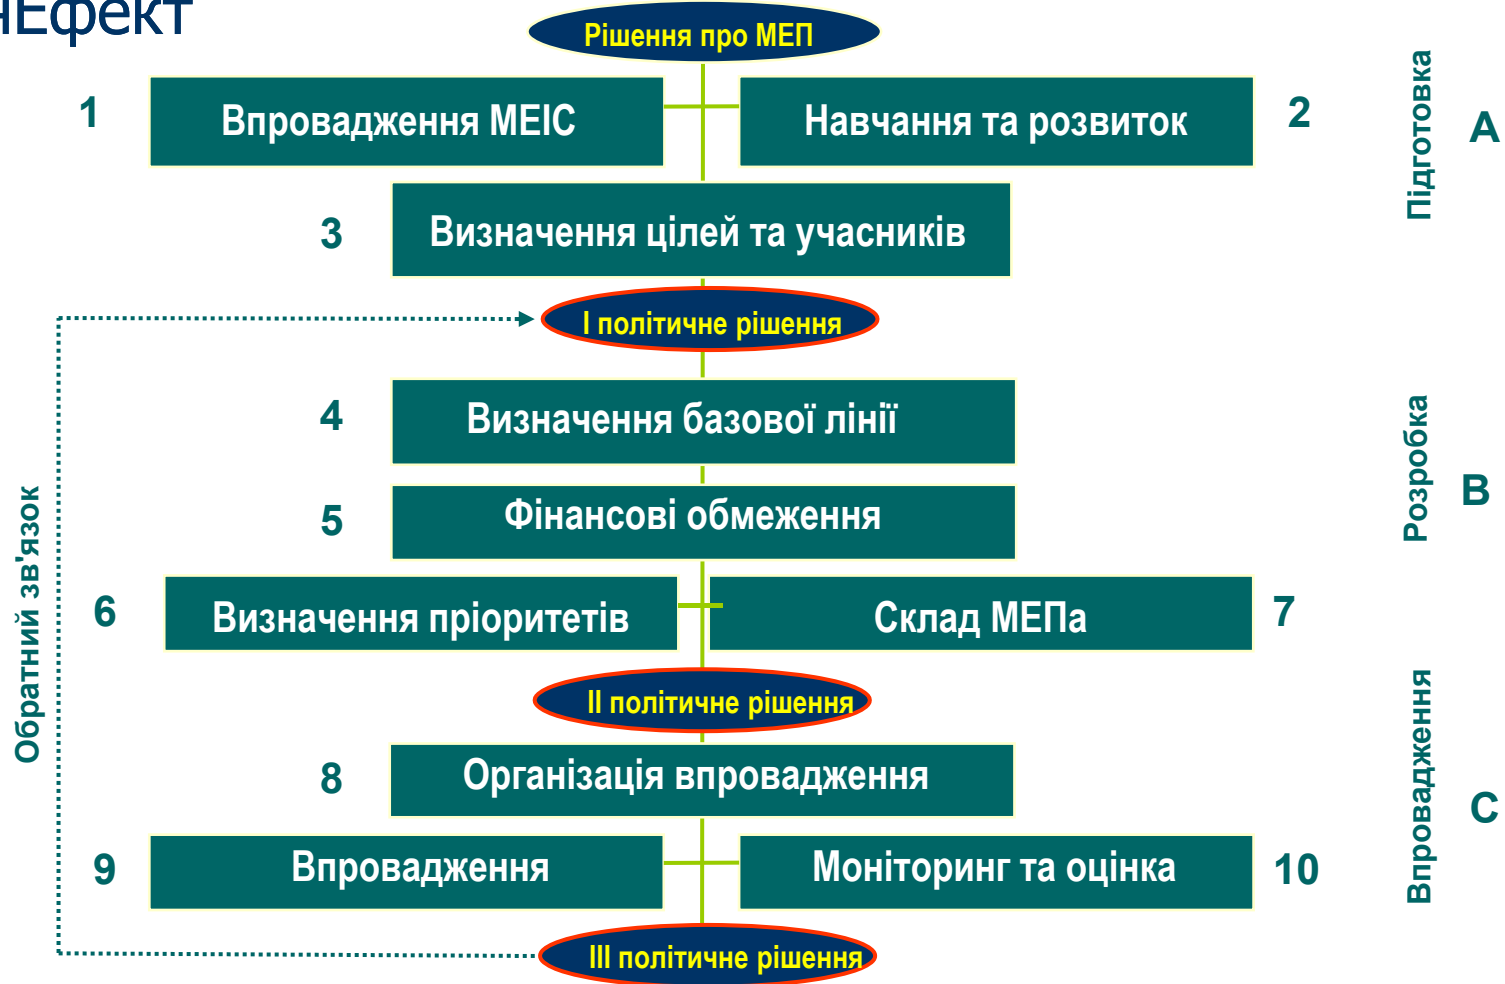 нЕфект
Рішення про МЕП
1
Впровадження МЕІС
Навчання та розвиток
2
Підготовка
A
3
Визначення цілей та учасників
І політичне рішення
4
Визначення базової лінії
Розробка
B
5
Фінансові обмеження
Обратний зв'язок
6
Визначення пріоритетів
Склад МЕПа
7
ІІ політичне рішення
8
Організація впровадження
Впровадження
C
9
Впровадження
Моніторинг та оцінка
10
ІІІ політичне рішення